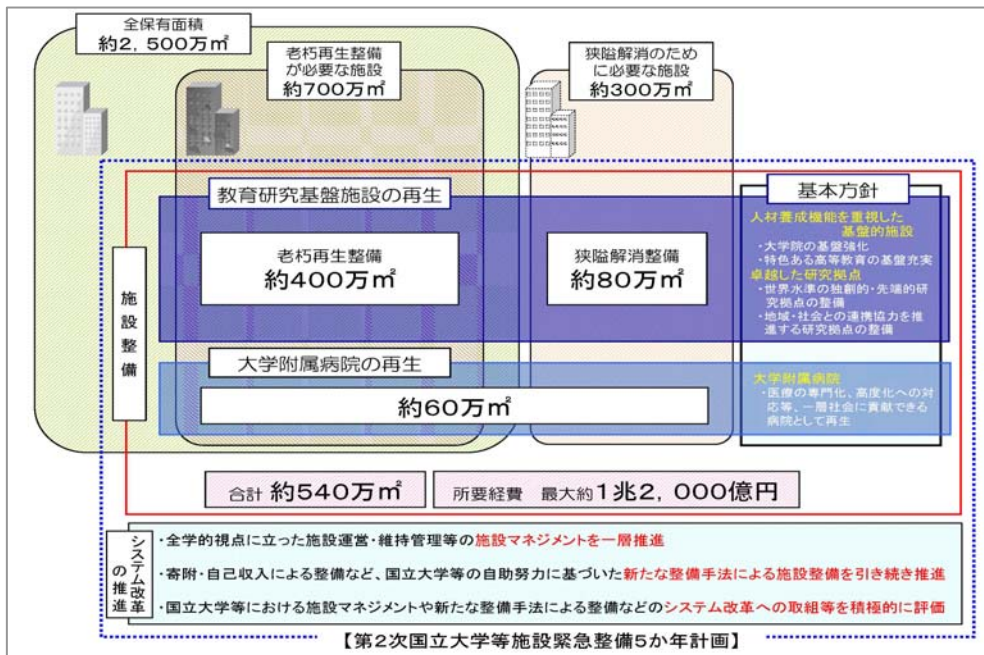 全保有面積
約2,500万㎡
老朽再生整備
が必要な施設
約700万㎡
狭隘解消のため
に必要な施設
約300万㎡
施設整備
教育研究基盤施設の再生
老朽再生整備
約400万㎡
狭隘解消整備
約80万㎡
大学附属病院の再生
約60万㎡
基本方針
人材養成機能を重視した
基盤的施設
・大学院の基盤強化
・特色ある高等教育の基盤充実
卓越した研究拠点
・世界水準の独創的・先端的研
究拠点の整備
・地域・社会との連携協力を推
進する研究拠点の整備
大学附属病院
・医療の専門化、高度化への対
応等、一層社会に貢献できる
病院として再生
合計 約540万㎡
所要経費 最大約1兆2,000億円
システム改革
の推進
・全学的視点に立った施設運営・維持管理等の施設マネジメントを一層推進
・寄附・自己収入による整備など、国立大学等の自助努力に基づいた新たな整備手法による施設整備を引き続き推進
・国立大学等における施設マネジメントや新たな整備手法による整備などのシステム改革への取組等を積極的に評価
【第2次国立大学等施設緊急整備5か年計画】